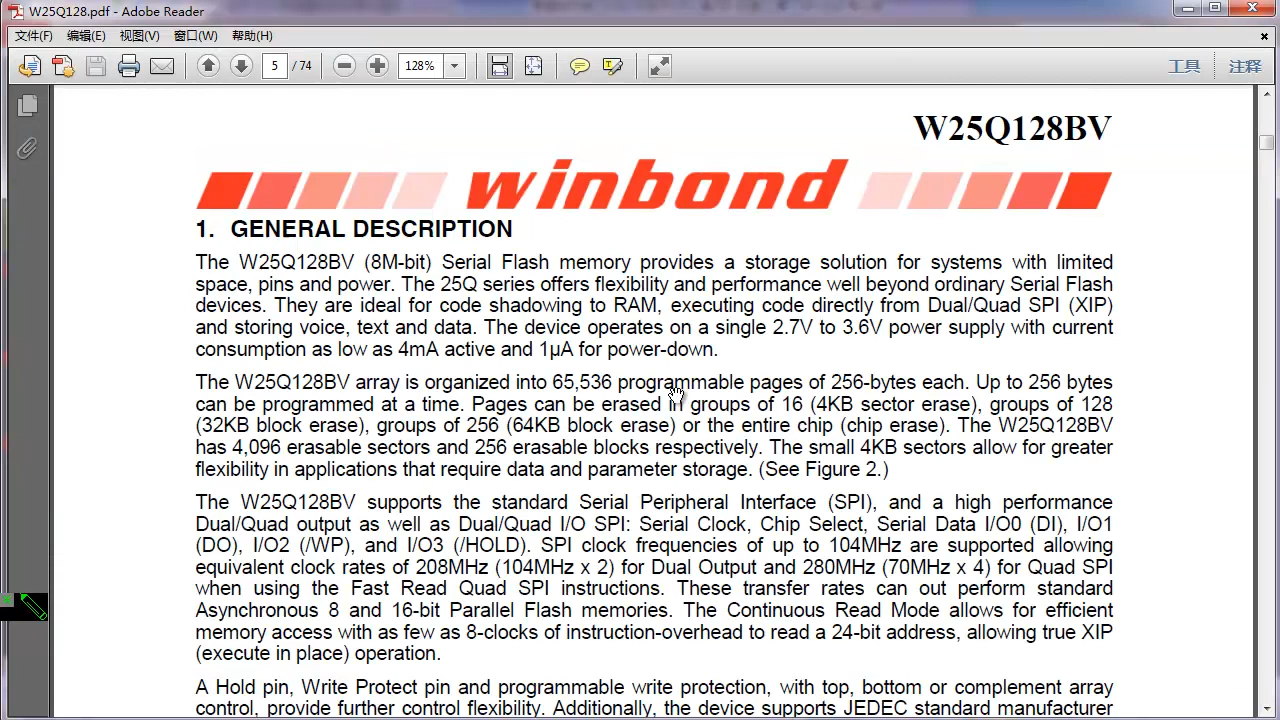 W25Q128.pdf - Adobe Reader
文件(F) 编辑(E) 视图(V) 窗口(W) 帮助(H)
5 / 74 128% 工具 注释
W25Q128BV
winbond
1. GENERAL DESCRIPTION
The W25Q128BV (8M-bit) Serial Flash memory provides a storage solution for systems with limited
space, pins and power. The 25Q series offers flexibility and performance well beyond ordinary Serial Flash
devices. They are ideal for code shadowing to RAM, executing code directly from Dual/Quad SPI (XIP)
and storing voice, text and data. The device operates on a single 2.7V to 3.6V power supply with current
consumption as low as 4mA active and 1µA for power-down.
The W25Q128BV array is organized into 65,536 programmable pages of 256-bytes each. Up to 256 bytes
can be programmed at a time. Pages can be erased in groups of 16 (4KB sector erase), groups of 128
(32KB block erase), groups of 256 (64KB block erase) or the entire chip (chip erase). The W25Q128BV
has 4,096 erasable sectors and 256 erasable blocks respectively. The small 4KB sectors allow for greater
flexibility in applications that require data and parameter storage. (See Figure 2.)
The W25Q128BV supports the standard Serial Peripheral Interface (SPI), and a high performance
Dual/Quad output as well as Dual/Quad I/O SPI: Serial Clock, Chip Select, Serial Data I/O0 (DI), I/O1
(DO), I/O2 (/WP), and I/O3 (/HOLD). SPI clock frequencies of up to 104MHz are supported allowing
equivalent clock rates of 208MHz (104MHz x 2) for Dual Output and 280MHz (70MHz x 4) for Quad SPI
when using the Fast Read Quad SPI instructions. These transfer rates can out perform standard
Asynchronous 8 and 16-bit Parallel Flash memories. The Continuous Read Mode allows for efficient
memory access with as few as 8-clocks of instruction-overhead to read a 24-bit address, allowing true XIP
(execute in place) operation.
A Hold pin, Write Protect pin and programmable write protection, with top, bottom or complement array
control, provide further control flexibility. Additionally, the device supports JEDEC standard manufacturer